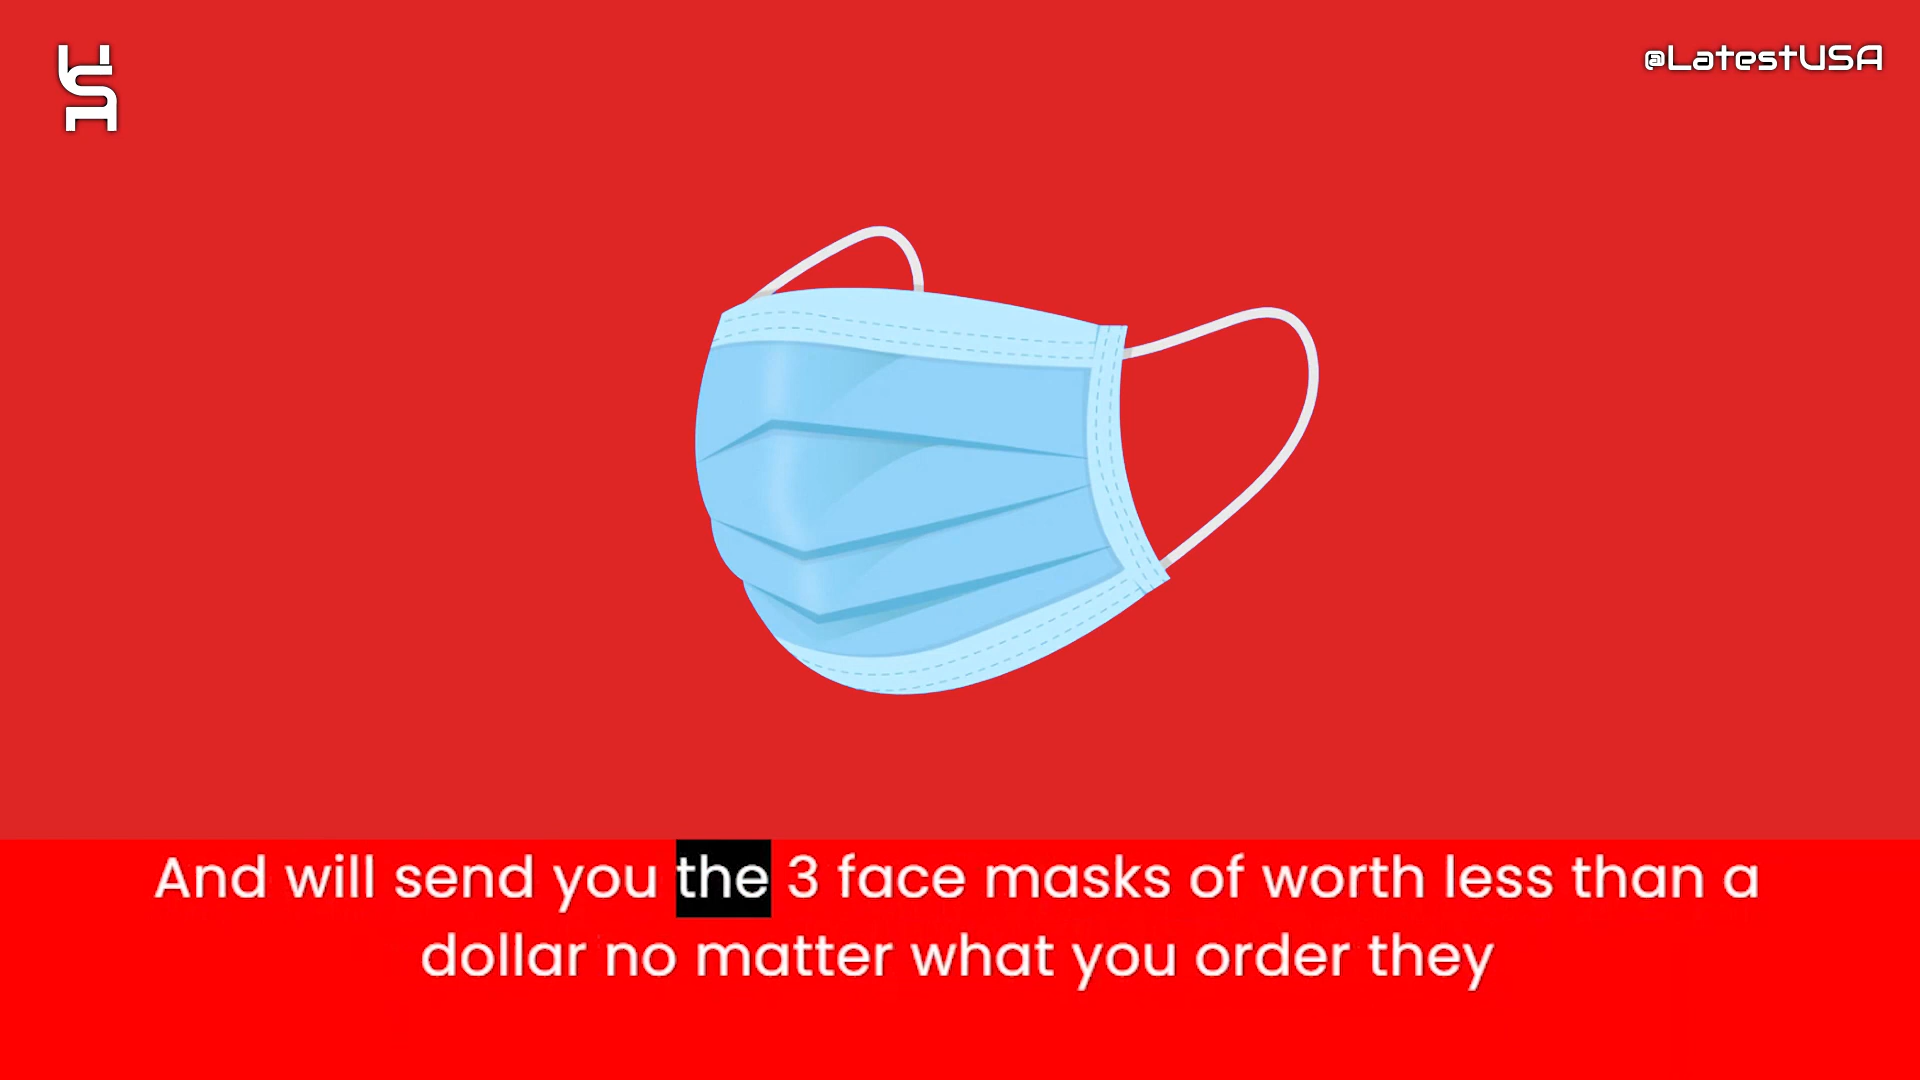 USA
@LatestUSA
And will send you the 3 face masks of worth less than a
dollar no matter what you order they